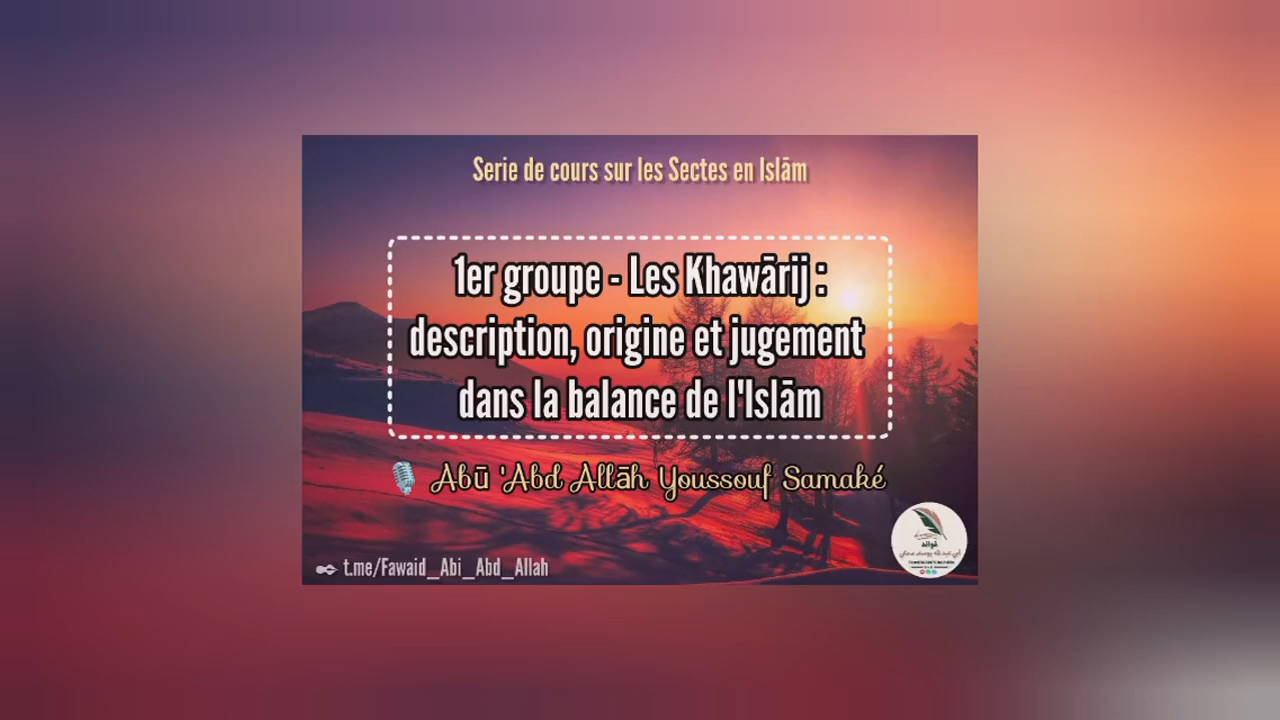 Serie de cours sur les Sectes en Islām
1er groupe - Les Khawārij :
description, origine et jugement
dans la balance de l'Islām
Abū 'Abd Allāh Youssouf Samaké
t.me/Fawaid_Abi_Abd_Allah
فوائد